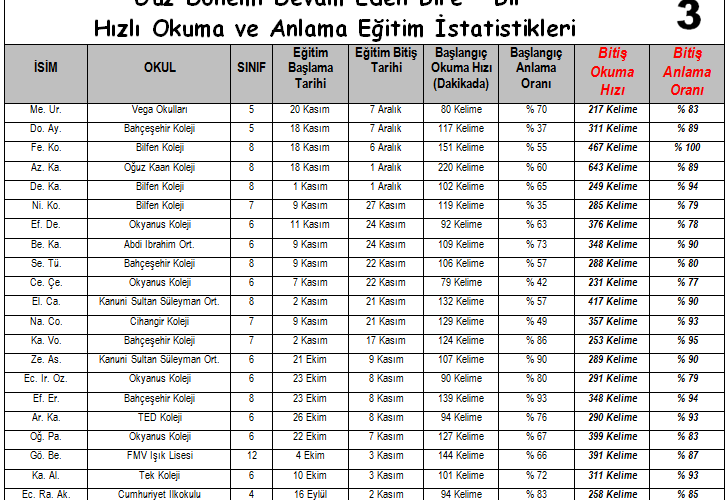 Güz Dönemi Devam Eden Bire - Bir
Hızlı Okuma ve Anlama Eğitim İstatistikleri
3
İSİM OKUL SINIF Eğitim Başlama Tarihi Eğitim Bitiş Tarihi Başlangıç Okuma Hızı (Dakikada) Başlangıç Anlama Oranı Bitiş Okuma Hızı Bitiş Anlama Oranı
Me. Ur. Vega Okulları 5 20 Kasım 7 Aralık 80 Kelime % 70 217 Kelime % 83
Do. Ay. Bahçeşehir Koleji 5 18 Kasım 7 Aralık 117 Kelime % 37 311 Kelime % 89
Fe. Ko. Bilfen Koleji 8 18 Kasım 6 Aralık 151 Kelime % 55 467 Kelime % 100
Az. Ka. Oğuz Kaan Koleji 8 18 Kasım 1 Aralık 220 Kelime % 60 643 Kelime % 89
De. Ka. Bilfen Koleji 8 1 Kasım 1 Aralık 102 Kelime % 65 249 Kelime % 94
Ni. Ko. Bilfen Koleji 7 9 Kasım 27 Kasım 119 Kelime % 35 285 Kelime % 79
Ef. De. Okyanus Koleji 6 11 Kasım 24 Kasım 92 Kelime % 63 376 Kelime % 78
Be. Ka. Abdi İbrahim Ort. 6 9 Kasım 24 Kasım 109 Kelime % 73 348 Kelime % 90
Se. Tü. Bahçeşehir Koleji 8 9 Kasım 22 Kasım 106 Kelime % 57 288 Kelime % 80
Ce. Çe. Okyanus Koleji 6 7 Kasım 22 Kasım 79 Kelime % 42 231 Kelime % 77
El. Ca. Kanuni Sultan Süleyman Ort. 8 2 Kasım 21 Kasım 132 Kelime % 57 417 Kelime % 90
Na. Co. Cihangir Koleji 7 9 Kasım 21 Kasım 129 Kelime % 49 357 Kelime % 93
Ka. Vo. Bahçeşehir Koleji 7 2 Kasım 17 Kasım 124 Kelime % 86 253 Kelime % 95
Ze. As. Kanuni Sultan Süleyman Ort. 6 21 Ekim 9 Kasım 107 Kelime % 90 289 Kelime % 90
Ec. Ir. Oz. Okyanus Koleji 6 23 Ekim 8 Kasım 90 Kelime % 80 291 Kelime % 79
Ef. Er. Bahçeşehir Koleji 8 23 Ekim 8 Kasım 139 Kelime % 93 348 Kelime % 94
Ar. Ka. TED Koleji 6 26 Ekim 8 Kasım 94 Kelime % 76 290 Kelime % 93
Oğ. Pa. Okyanus Koleji 6 22 Ekim 7 Kasım 127 Kelime % 67 399 Kelime % 83
Gö. Be. FMV Işık Lisesi 12 4 Ekim 3 Kasım 144 Kelime % 66 391 Kelime % 87
Ka. Al. Tek Koleji 6 10 Ekim 3 Kasım 101 Kelime % 72 311 Kelime % 93
Ec. Ra. Ak. Cumhuriyet İlkokulu 4 16 Eylül 2 Kasım 94 Kelime % 83 258 Kelime % 85